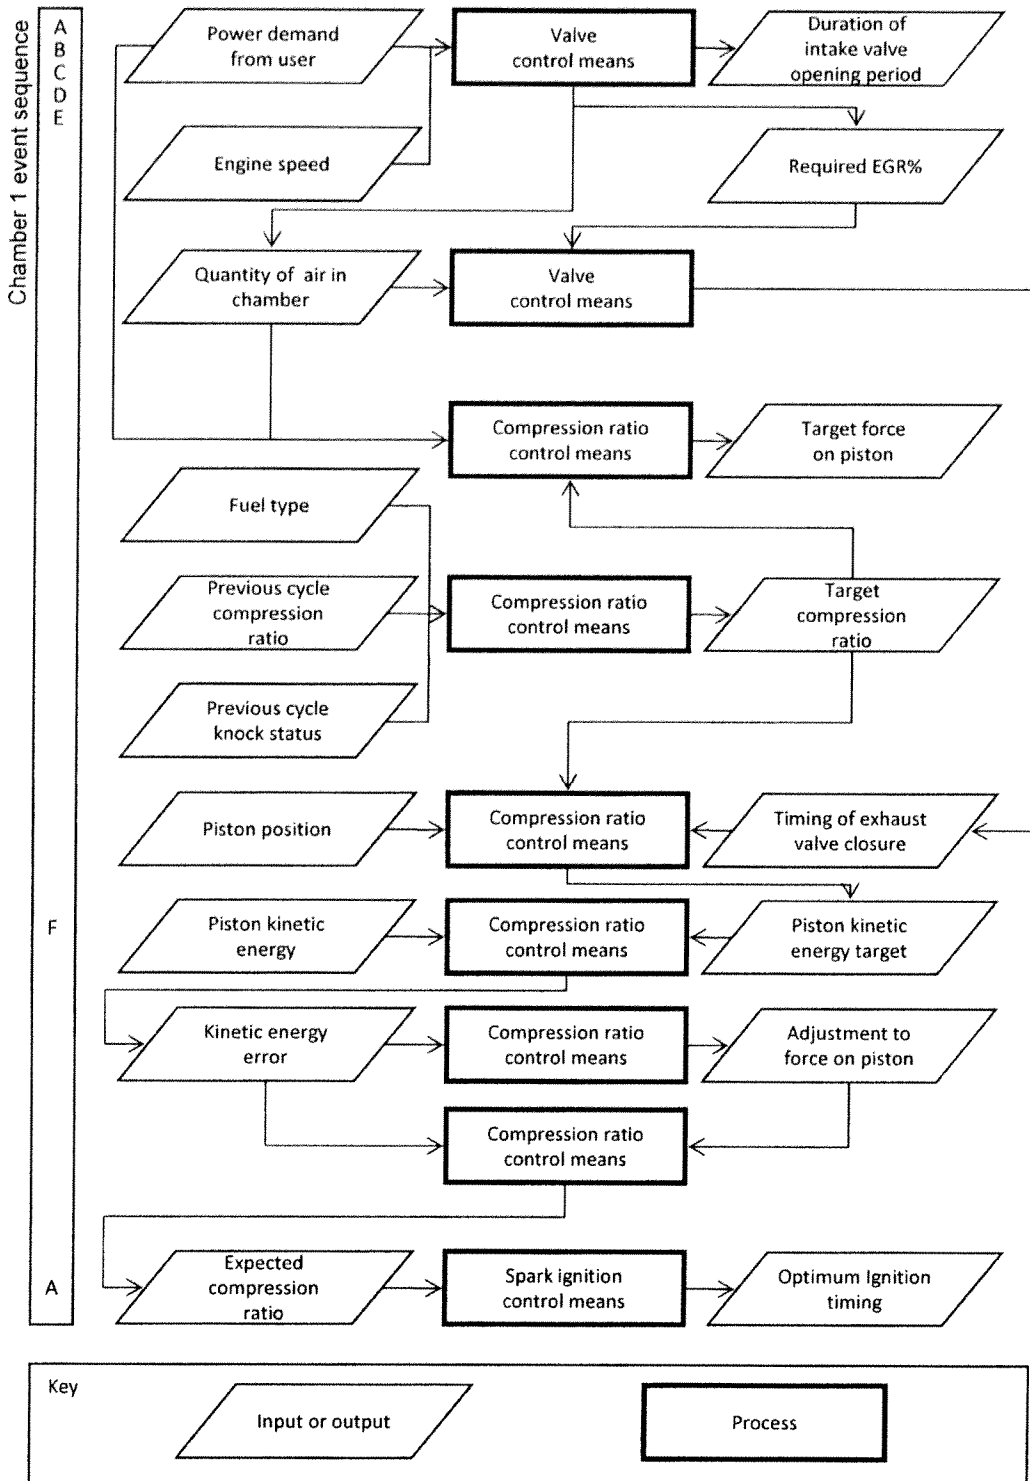 Chamber 1 event sequence
A
B
C
D
E
Power demand
from user
Valve
control means
Duration of
intake valve
opening period
Engine speed
Required EGR%
Quantity of air in
chamber
Valve
control means
Compression ratio
control means
Target force
on piston
Fuel type
Previous cycle
compression
ratio
Compression ratio
control means
Target
compression
ratio
Previous cycle
knock status
Piston position
Compression ratio
control means
Timing of exhaust
valve closure
F
Piston kinetic
energy
Compression ratio
control means
Piston kinetic
energy target
Kinetic energy
error
Compression ratio
control means
Adjustment to
force on piston
Compression ratio
control means
A
Expected
compression
ratio
Spark ignition
control means
Optimum Ignition
timing
Key
Input or output
Process